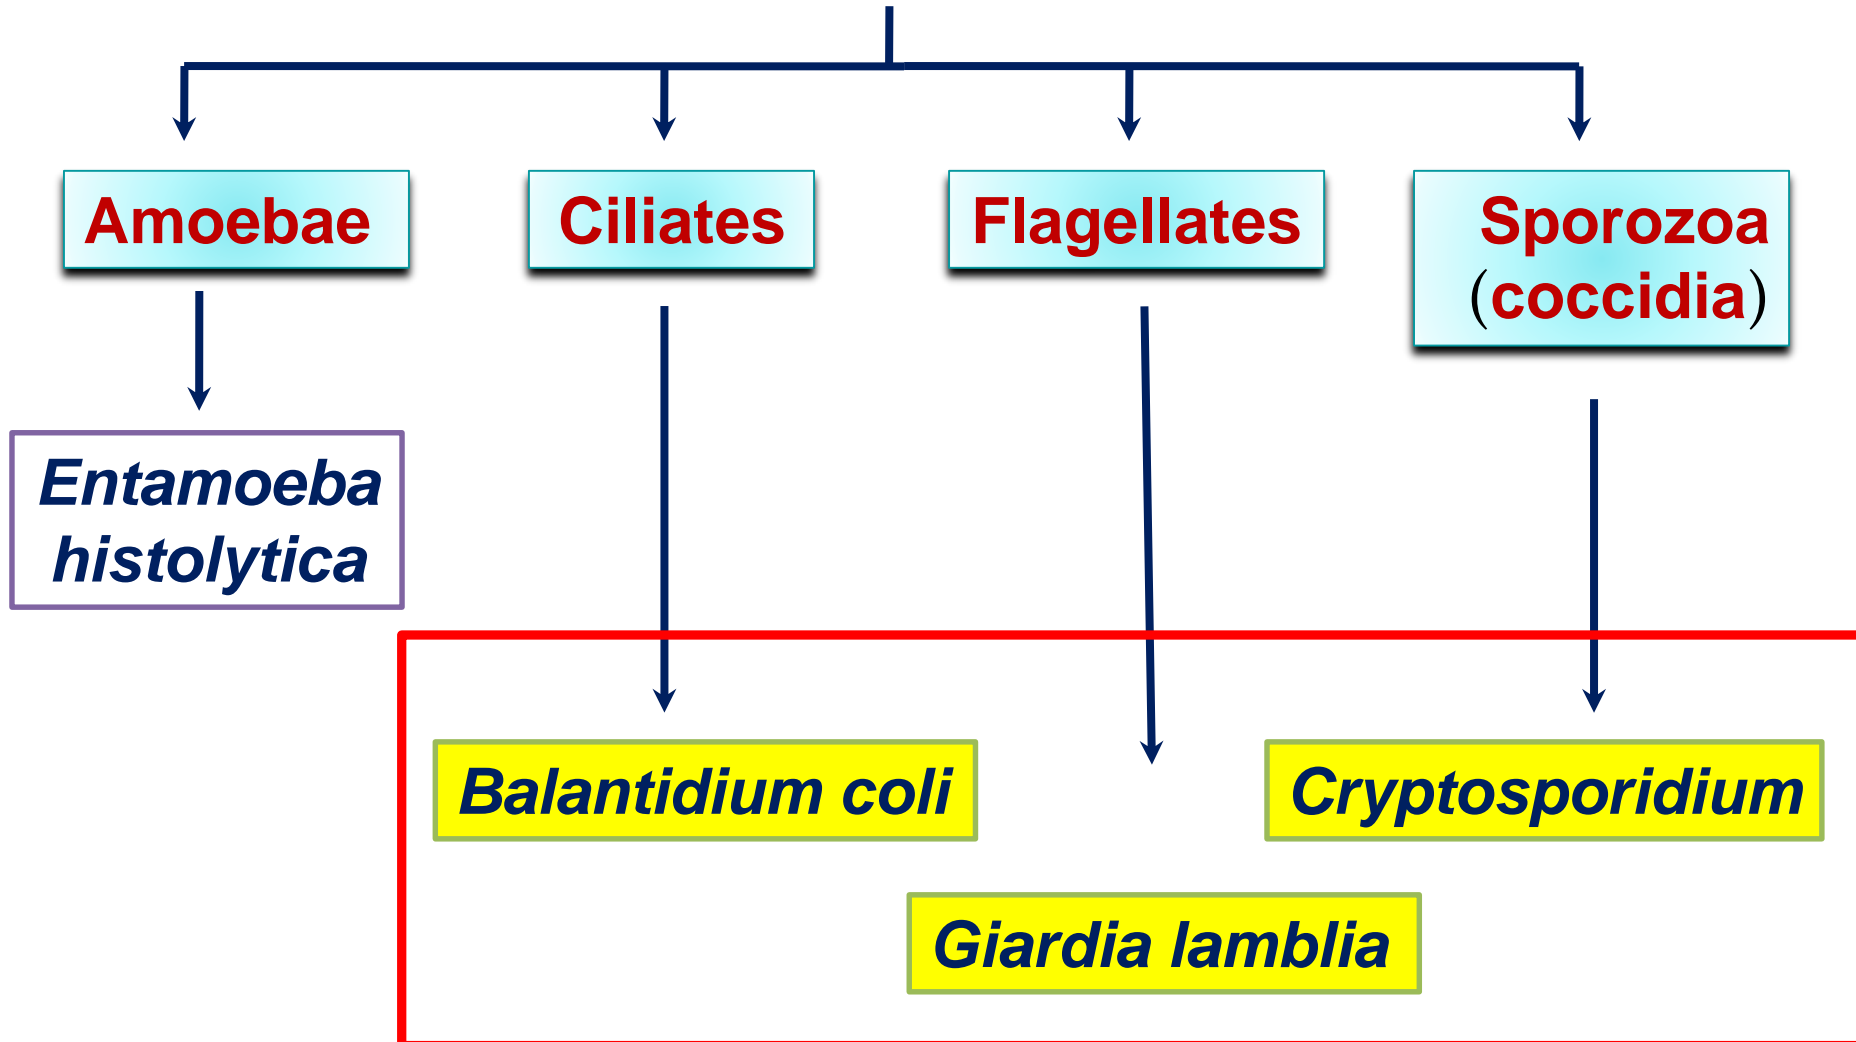 Amoebae
Ciliates
Flagellates
Sporozoa
(coccidia)
Entamoeba
histolytica
Balantidium coli
Cryptosporidium
Giardia lamblia